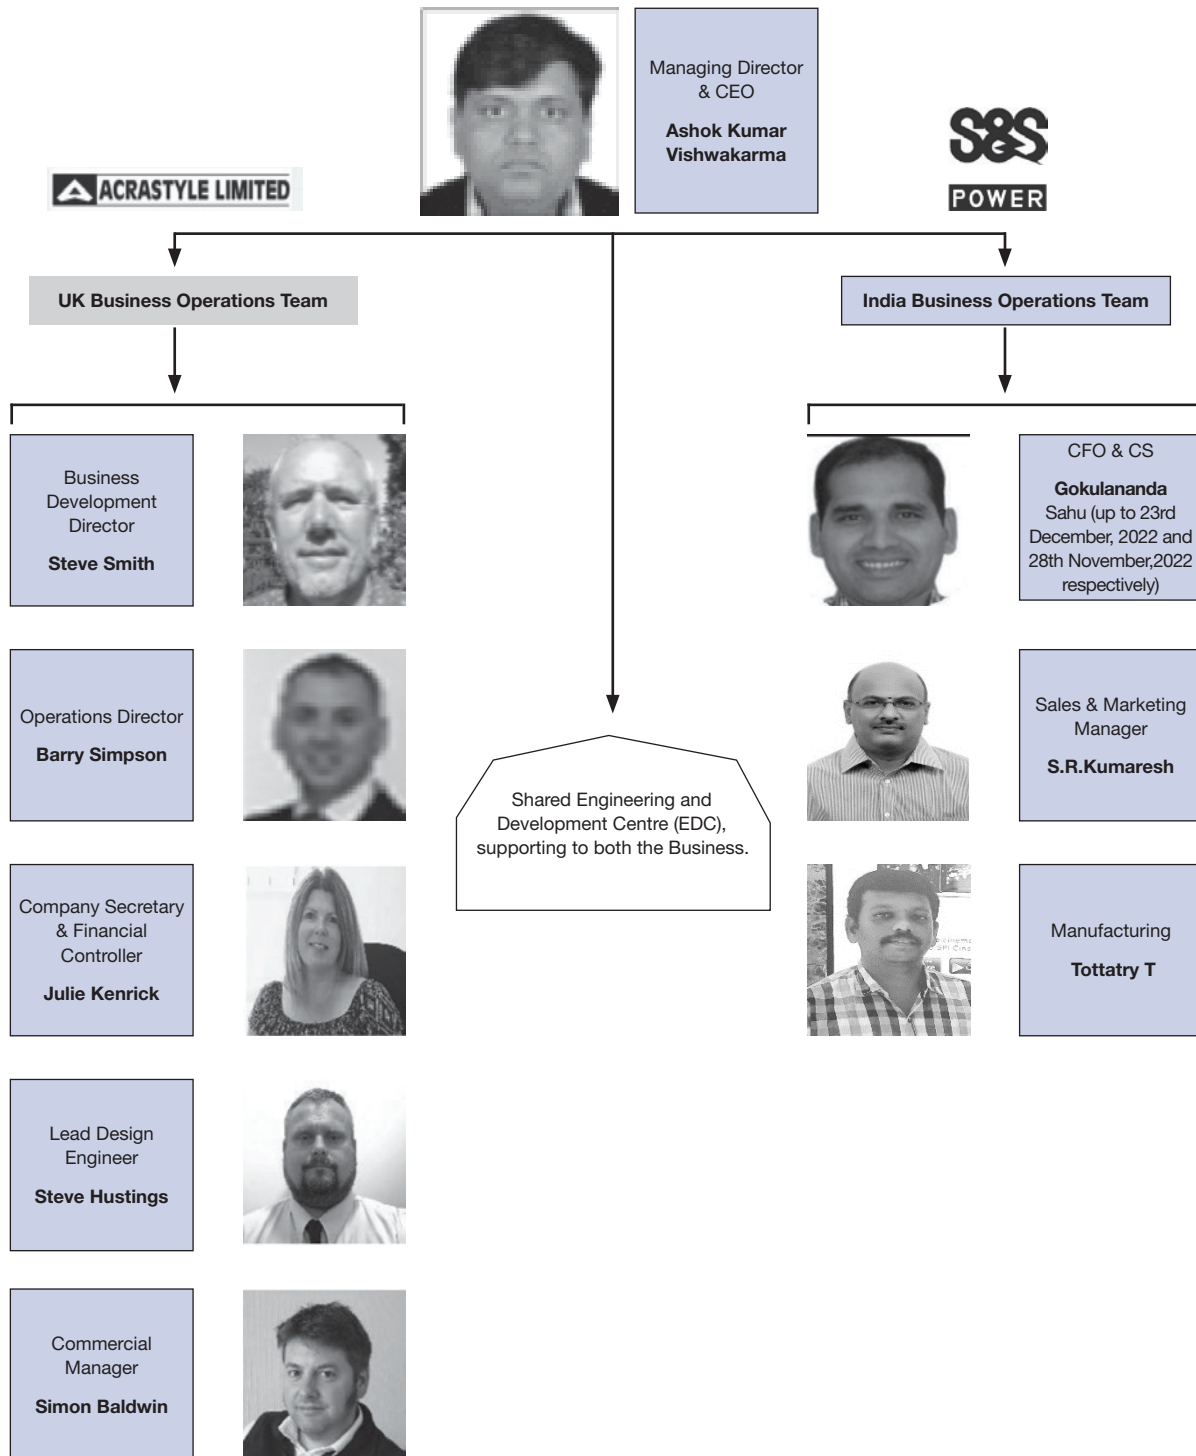 Managing Director
& CEO
Ashok Kumar
Vishwakarma
ACRASTYLE LIMITED
S&S
POWER
UK Business Operations Team
India Business Operations Team
Business
Development
Director
Steve Smith
CFO & CS
Gokulananda
Sahu (up to 23rd
December, 2022 and
28th November,2022
respectively)
Operations Director
Barry Simpson
Sales & Marketing
Manager
S.R.Kumaresh
Shared Engineering and
Development Centre (EDC),
supporting to both the Business.
Company Secretary
& Financial
Controller
Julie Kenrick
Manufacturing
Tottatry T
Lead Design
Engineer
Steve Hustings
Commercial
Manager
Simon Baldwin